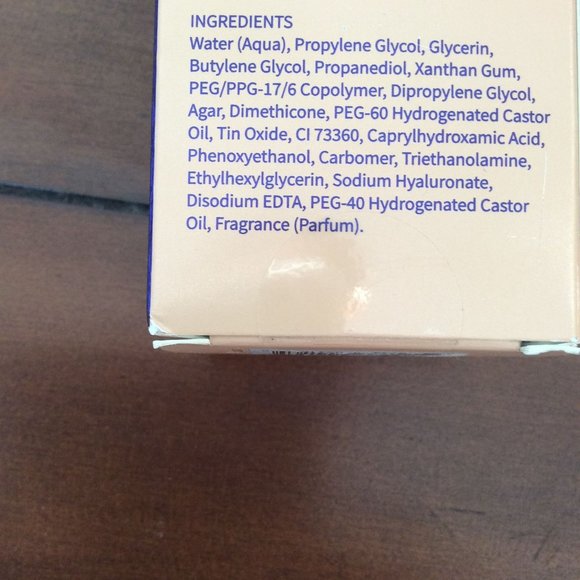 INGREDIENTS
Water (Aqua), Propylene Glycol, Glycerin,
Butylene Glycol, Propanediol, Xanthan Gum,
PEG/PPG-17/6 Copolymer, Dipropylene Glycol,
Agar, Dimethicone, PEG-60 Hydrogenated Castor
Oil, Tin Oxide, CI 73360, Caprylhydroxamic Acid,
Phenoxyethanol, Carbomer, Triethanolamine,
Ethylhexylglycerin, Sodium Hyaluronate,
Disodium EDTA, PEG-40 Hydrogenated Castor
Oil, Fragrance (Parfum).